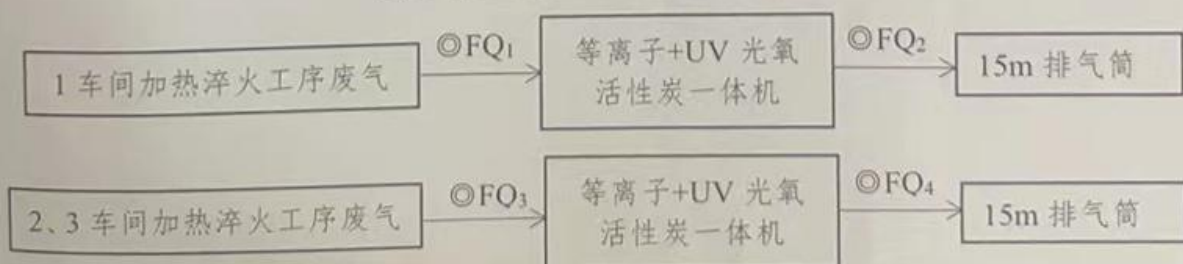 1 车间加热淬火工序废气
◎FQ₁
等离子+UV 光氧
活性炭一体机
◎FQ₂
15m 排气筒
2、3 车间加热淬火工序废气
◎FQ₃
等离子+UV 光氧
活性炭一体机
◎FQ₄
15m 排气筒